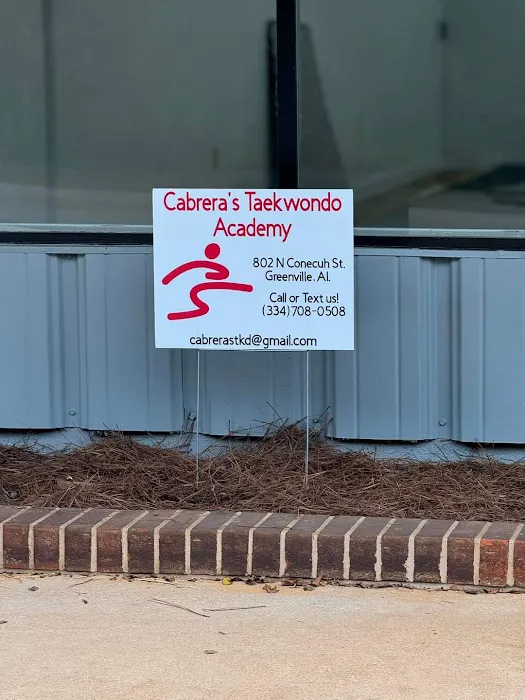 Cabrera's Taekwondo
Academy
802 N Conecuh St.
Greenville, Al.
Call or Text us!
(334)708-0508
cabrerastkd@gmail.com